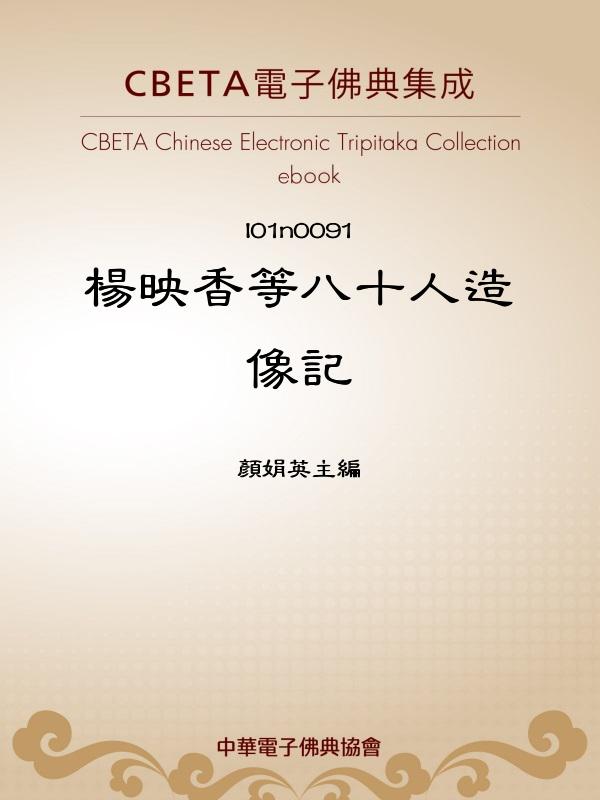 CBETA電子佛典集成
CBETA Chinese Electronic Tripitaka Collection
ebook
I01n0091
楊映香等八十人造
像記
顏娟英主編
中華電子佛典協會